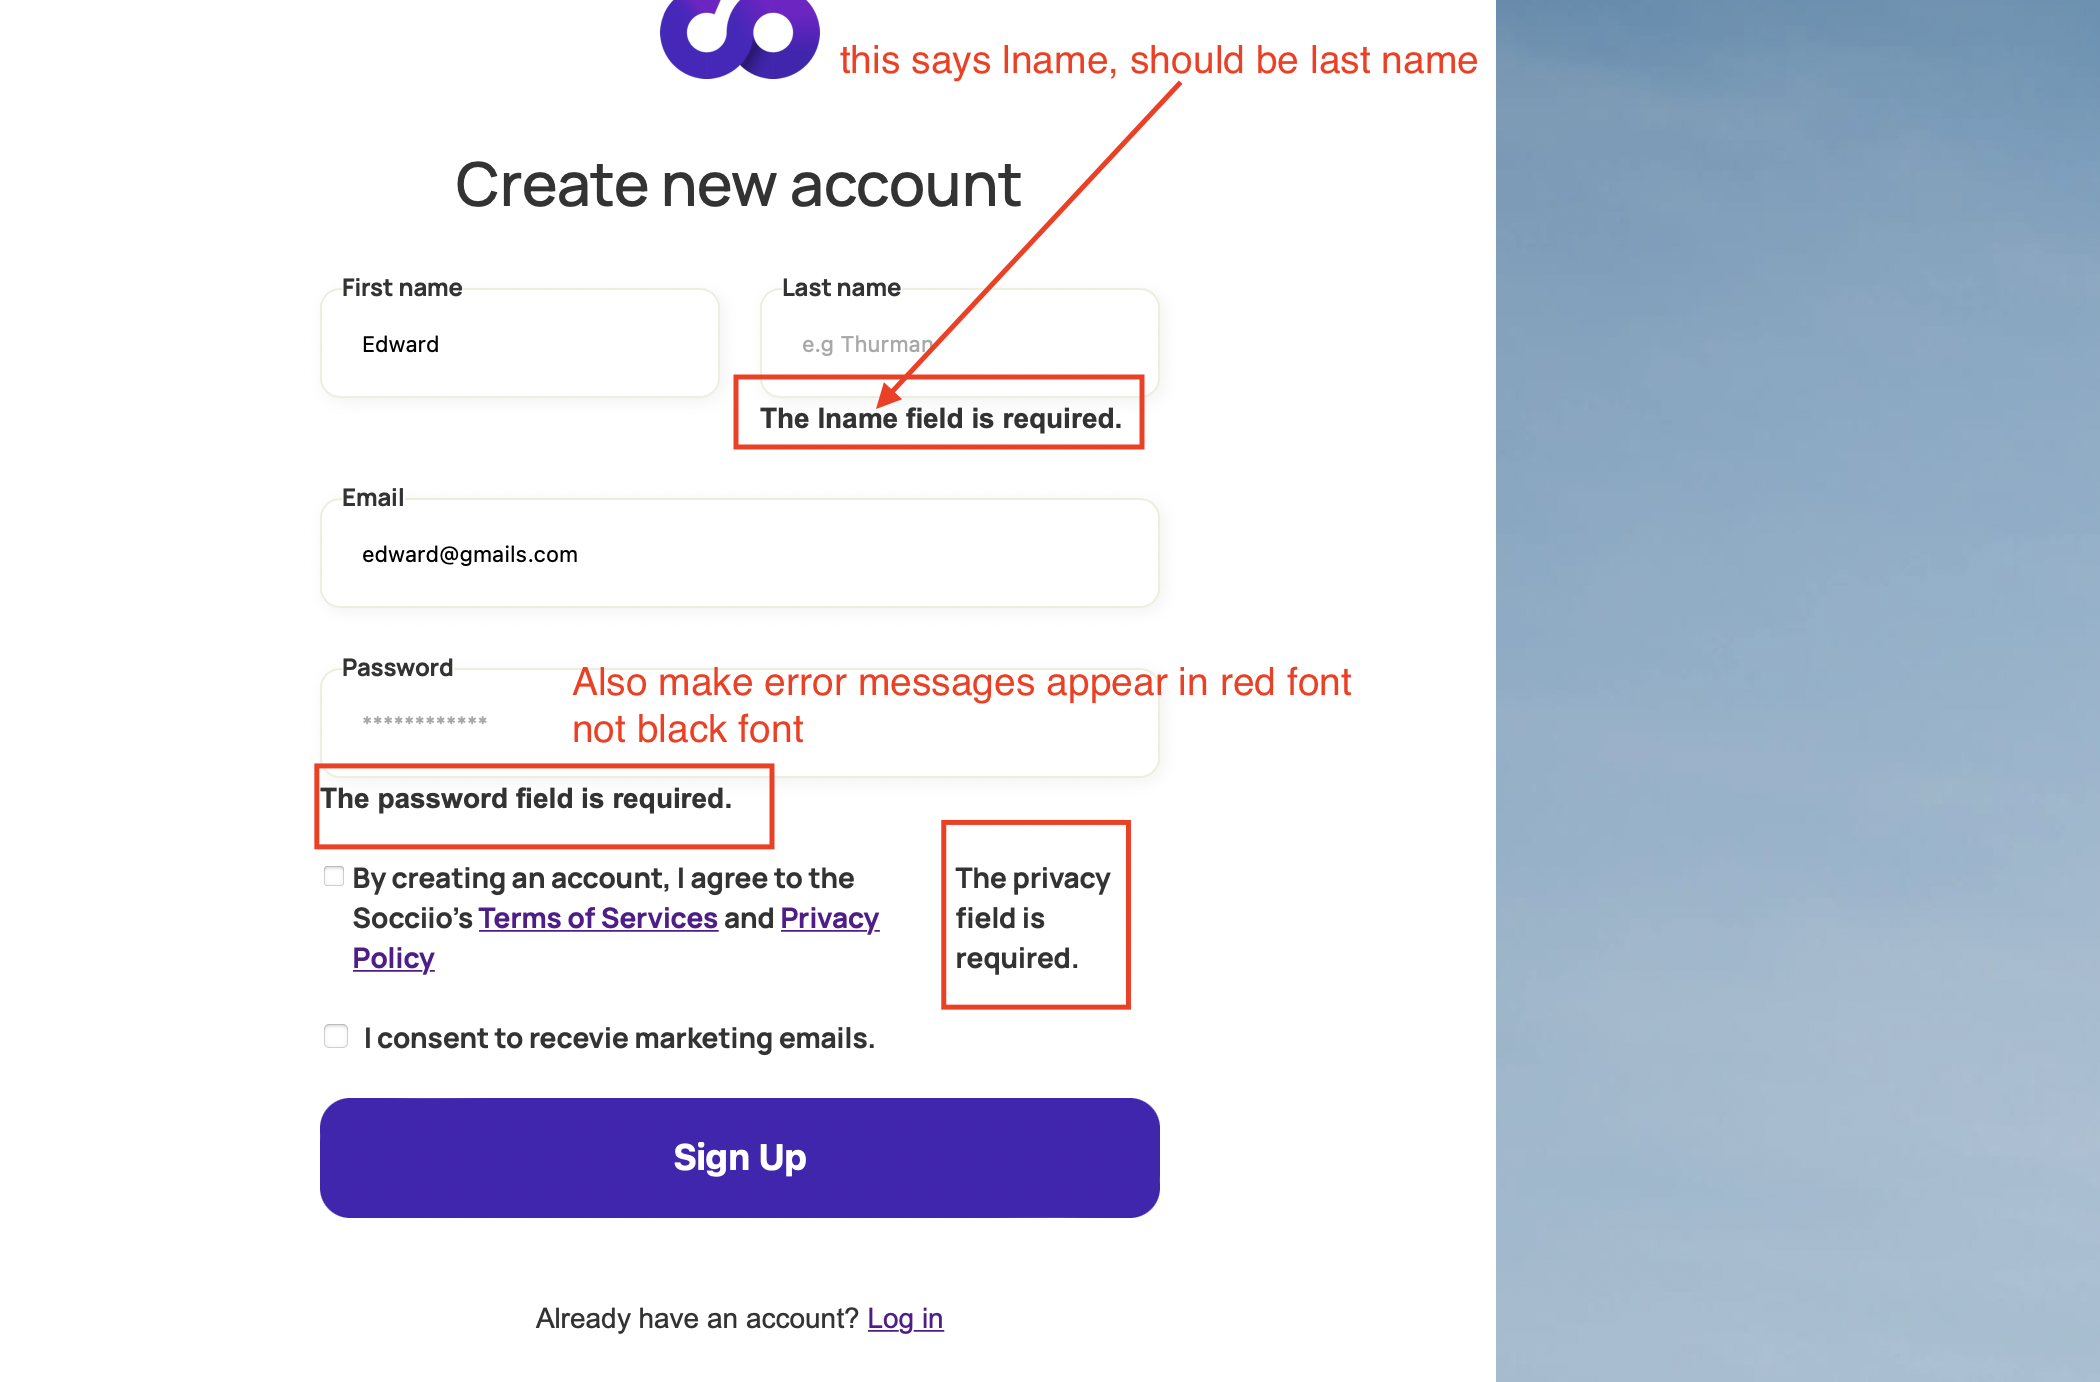 this says lname, should be last name
Create new account
First name
Last name
Edward
e.g Thurman
The lname field is required.
Email
edward@gmails.com
Password
Also make error messages appear in red font
not black font
************
The password field is required.
By creating an account, I agree to the
Socciio’s Terms of Services and Privacy
Policy
The privacy
field is
required.
I consent to recevie marketing emails.
Sign Up
Already have an account? Log in